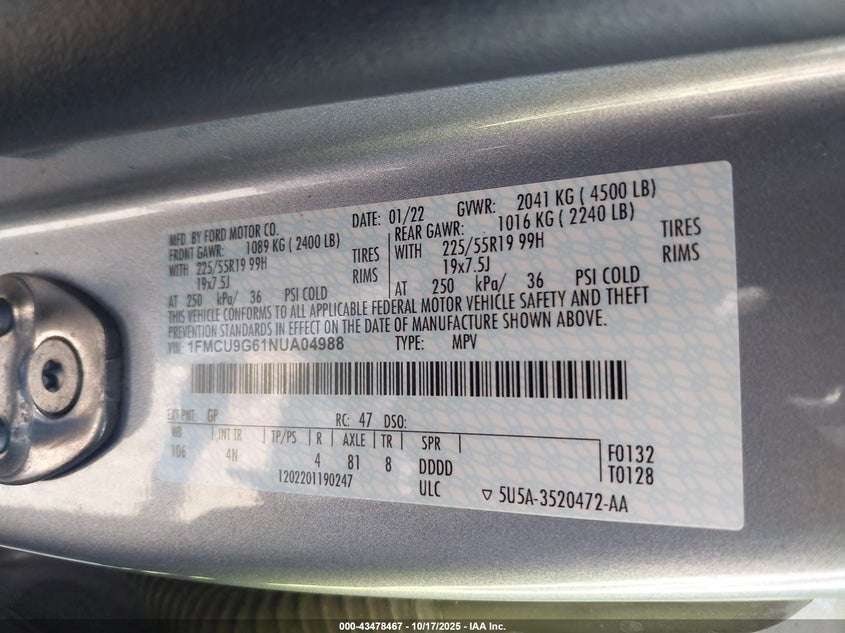 MFD. BY FORD MOTOR CO.
DATE: 01/22 GVWR: 2041 KG ( 4500 LB)
FRONT GAWR: 1089 KG ( 2400 LB)
REAR GAWR: 1016 KG ( 2240 LB)
WITH 225/55R19 99H TIRES
WITH 225/55R19 99H TIRES
19x7.5J RIMS
19x7.5J RIMS
AT 250 kPa/ 36 PSI COLD
AT 250 kPa/ 36 PSI COLD
THIS VEHICLE CONFORMS TO ALL APPLICABLE FEDERAL MOTOR VEHICLE SAFETY AND THEFT
PREVENTION STANDARDS IN EFFECT ON THE DATE OF MANUFACTURE SHOWN ABOVE.
VIN: 1FMCU9G61NUA04988 TYPE: MPV
EXT PNT: GP RC: 47 DSO:
WB INT TR TP/PS R AXLE TR SPR
106 4N 4 81 8 DDDD
F0132
T0128
1202201190247 ULC
5U5A-3520472-AA
000-43478467 - 10/17/2025 - IAA Inc.